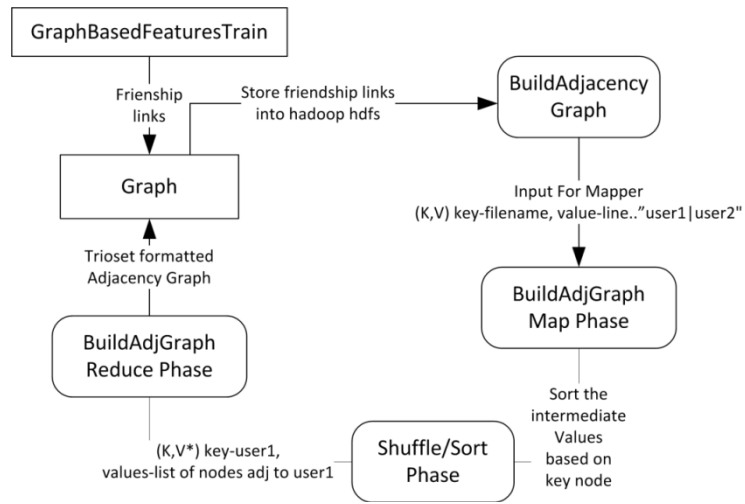 GraphBasedFeaturesTrain
Frienship
links
Store friendship links
into hadoop hdfs
BuildAdjacency
Graph
Graph
Input For Mapper
(K,V) key-filename, value-line..”user1|user2"
Trioset formatted
Adjacency Graph
BuildAdjGraph
Map Phase
BuildAdjGraph
Reduce Phase
Sort the
intermediate
Values
based on
key node
(K,V*) key-user1,
values-list of nodes adj to user1
Shuffle/Sort
Phase